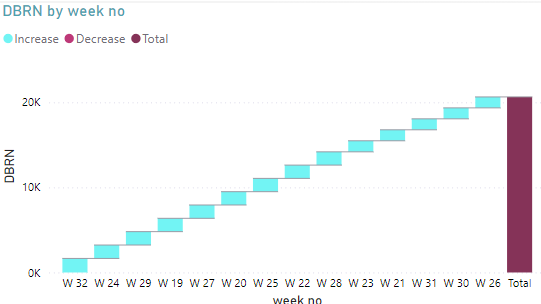 DBRN by week no
Increase Decrease Total
20K
10K
0K
DBRN
W 32 W 24 W 29 W 19 W 27 W 20 W 25 W 22 W 28 W 23 W 21 W 31 W 30 W 26 Total
week no